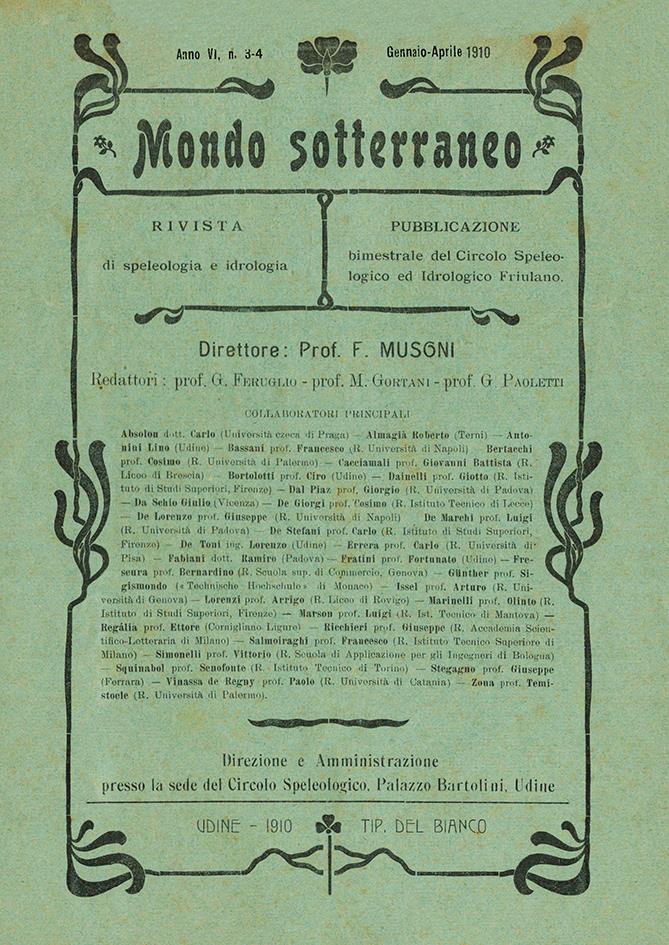 Anno VI, n. 3-4
Gennaio-Aprile 1910
Mondo sotterraneo
RIVISTA
di speleologia e idrologia
PUBBLICAZIONE
bimestrale del Circolo Speleo-
logico ed Idrologico Friulano.
Direttore: Prof. F. MUSONI
Redattori: prof. G. FERUGLIO - prof. M. GORTANI - prof. G. PAOLETTI
COLLABORATORI PRINCIPALI
Absolon dott. Carlo (Università czeca di Praga) — Almagià Roberto (Terni) — Anto-
nini Lino (Udine) — Bassani prof. Francesco (R. Università di Napoli) — Bertacchi
prof. Cosimo (R. Università di Palermo) — Cacciamali prof. Giovanni Battista (R.
Liceo di Brescia) — Bortolotti prof. Ciro (Udine) — Dainelli prof. Giotto (R. Isti-
tuto di Studi Superiori, Firenze) — Dal Piaz prof. Giorgio (R. Università di Padova)
— Da Schio Giulio (Vicenza) — De Giorgi prof. Cosimo (R. Istituto Tecnico di Lecce)
— De Lorenzo prof. Giuseppe (R. Università di Napoli) De Marchi prof. Luigi
(R. Università di Padova) — De Stefani prof. Carlo (R. Istituto di Studi Superiori,
Firenze) — De Toni ing. Lorenzo (Udine) — Errera prof. Carlo (R. Università di
Pisa) — Fabiani dott. Ramiro (Padova) — Fratini prof. Fortunato (Udine) — Fre-
scura prof. Bernardino (R. Scuola sup. di Commercio, Genova) — Günther prof. Si-
gismondo («Technische Hochschule» di Monaco) — Issel prof. Arturo (R. Uni-
versità di Genova) — Lorenzi prof. Arrigo (R. Liceo di Rovigo) — Marinelli prof. Olinto (R.
Istituto di Studi Superiori, Firenze) — Marson prof. Luigi (R. Ist. Tecnico di Mantova) —
Regàlia prof. Ettore (Cornigliano Ligure) — Ricchieri prof. Giuseppe (R. Accademia Scien-
tifico-Letteraria di Milano) — Salmoiraghi prof. Francesco (R. Istituto Tecnico Superiore di
Milano) — Simonelli prof. Vittorio (R. Scuola di Applicazione per gli Ingegneri di Bologna)
— Squinabol prof. Senofonte (R. Istituto Tecnico di Torino) — Stegagno prof. Giuseppe
(Ferrara) — Vinassa de Regny prof. Paolo (R. Università di Catania) — Zona prof. Temi-
stocle (R. Università di Palermo).
Direzione e Amministrazione
presso la sede del Circolo Speleologico, Palazzo Bartolini, Udine
UDINE - 1910 TIP. DEL BIANCO